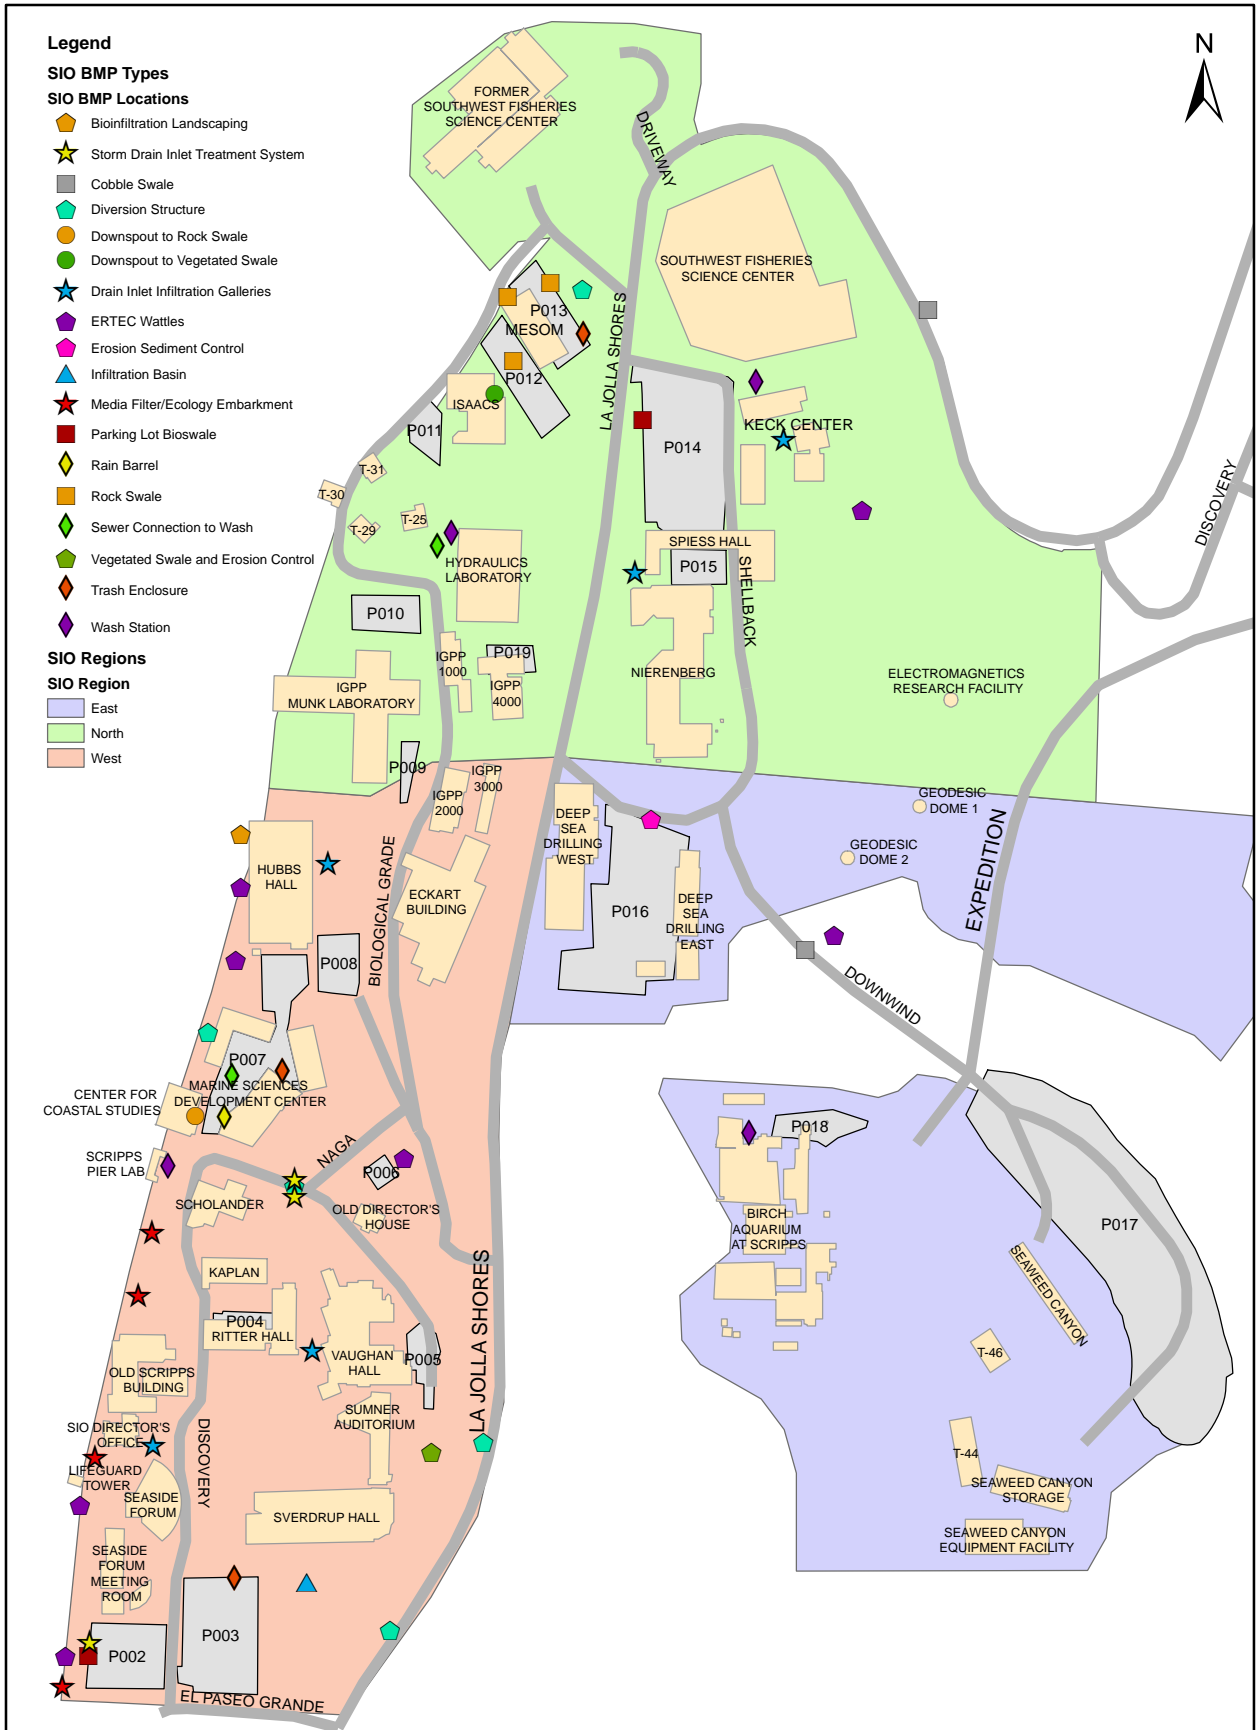 Legend
SIO BMP Types
SIO BMP Locations
Bioinfiltration Landscaping
Storm Drain Inlet Treatment System
Cobble Swale
Diversion Structure
Downspout to Rock Swale
Downspout to Vegetated Swale
Drain Inlet Infiltration Galleries
ERTEC Wattles
Erosion Sediment Control
Infiltration Basin
Media Filter/Ecology Embarkment
Parking Lot Bioswale
Rain Barrel
Rock Swale
Sewer Connection to Wash
Vegetated Swale and Erosion Control
Trash Enclosure
Wash Station
SIO Regions
SIO Region
East
North
West
N
FORMER
SOUTHWEST FISHERIES
SCIENCE CENTER
DRIVEWAY
SOUTHWEST FISHERIES
SCIENCE CENTER
P013
MESOM
LA JOLLA SHORES
P012
ISAACS
P011
KECK CENTER
P014
T-31
T-30
T-29
T-25
DISCOVERY
SPIESS HALL
HYDRAULICS
LABORATORY
P015
SHELLBACK
P010
P019
IGPP
1000
IGPP
4000
NIERENBERG
ELECTROMAGNETICS
RESEARCH FACILITY
IGPP
MUNK LABORATORY
P009
IGPP
3000
IGPP
2000
GEODESIC
DOME 1
DEEP
SEA
DRILLING
WEST
GEODESIC
DOME 2
EXPEDITION
HUBBS
HALL
BIOLOGICAL GRADE
ECKART
BUILDING
P016
DEEP
SEA
DRILLING
EAST
P008
DOWNWIND
P007
MARINE SCIENCES
DEVELOPMENT CENTER
CENTER FOR
COASTAL STUDIES
P018
SCRIPPS
PIER LAB
NAGA
P006
SCHOLANDER
OLD DIRECTOR'S
HOUSE
BIRCH
AQUARIUM
AT SCRIPPS
P017
KAPLAN
LA JOLLA SHORES
SEAWEED CANYON
P004
RITTER HALL
VAUGHAN
HALL
P005
T-46
OLD SCRIPPS
BUILDING
SUMNER
AUDITORIUM
SIO DIRECTOR'S
OFFICE
DISCOVERY
LIFEGUARD
TOWER
T-44
SEASIDE
FORUM
SEAWEED CANYON
STORAGE
SVERDRUP HALL
SEAWEED CANYON
EQUIPMENT FACILITY
SEASIDE
FORUM
MEETING
ROOM
P003
P002
EL PASEO GRANDE